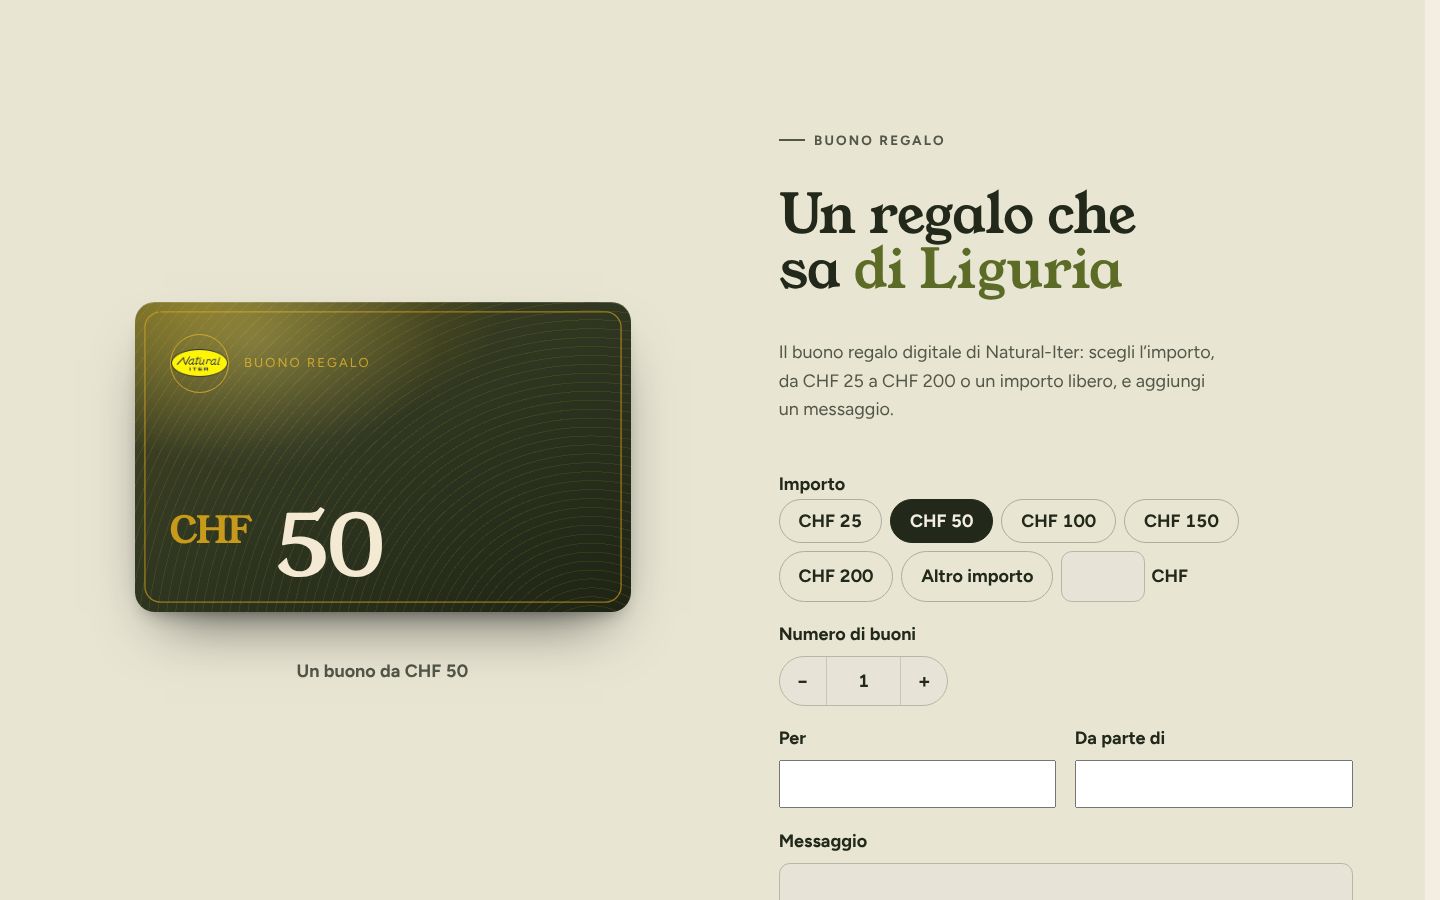 Natural
ITER
BUONO REGALO
CHF 50
Un buono da CHF 50
BUONO REGALO
Un regalo che
sa di Liguria
Il buono regalo digitale di Natural-Iter: scegli l’importo,
da CHF 25 a CHF 200 o un importo libero, e aggiungi
un messaggio.
Importo
CHF 25 CHF 50 CHF 100 CHF 150
CHF 200 Altro importo CHF
Numero di buoni
− 1 +
Per Da parte di
Messaggio